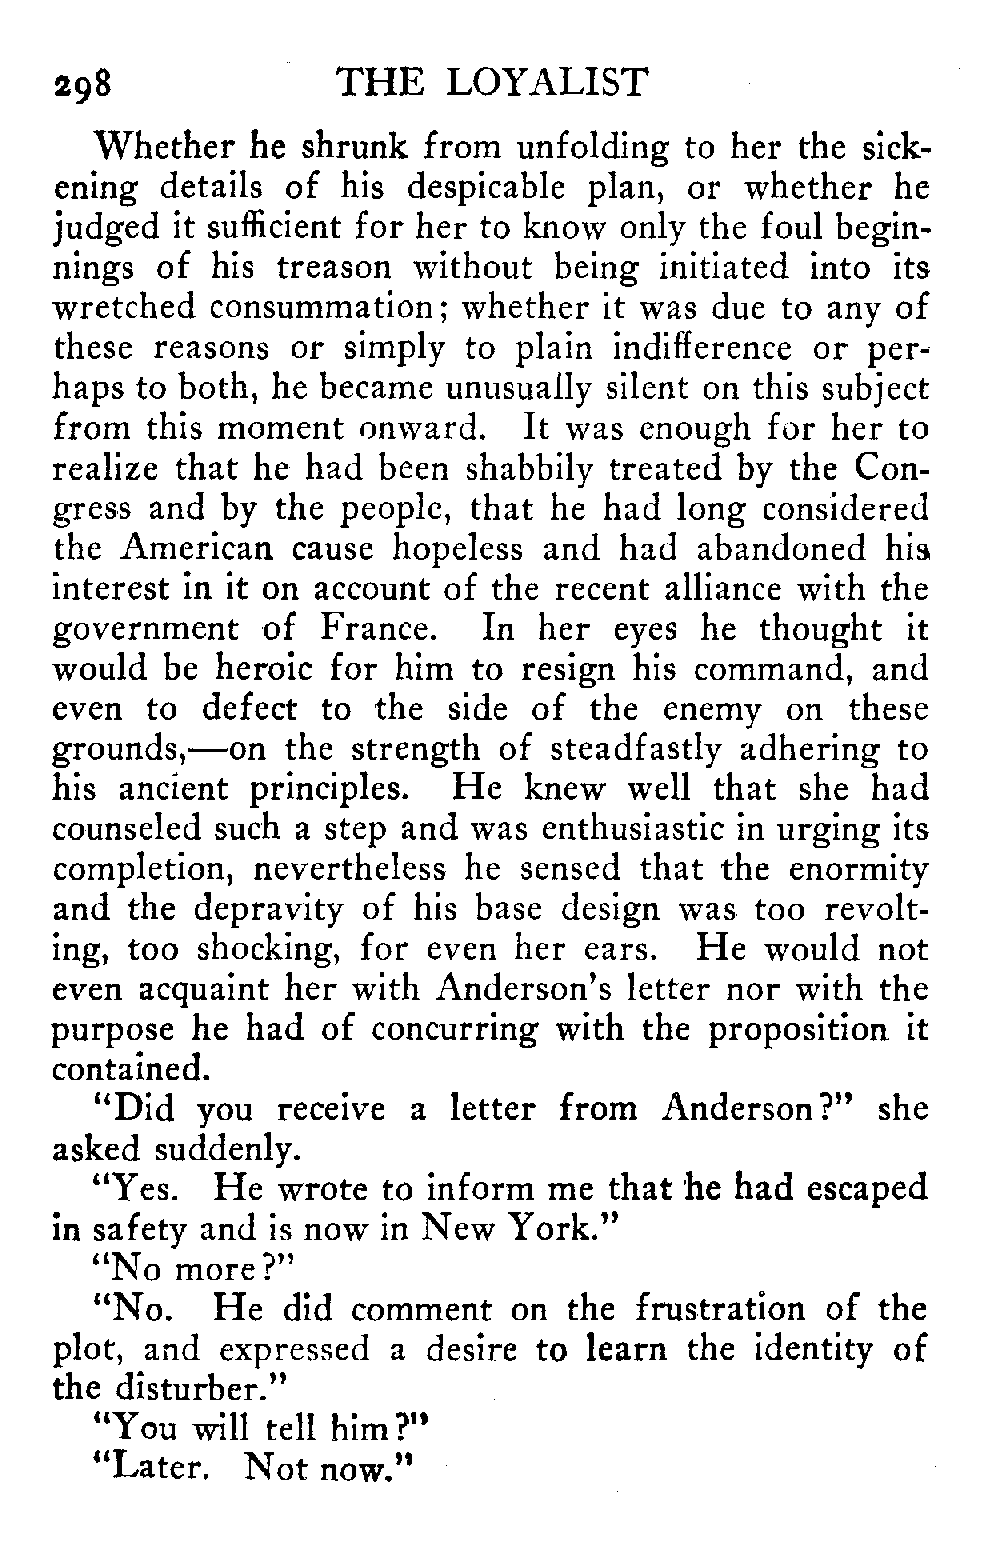 298 THE LOYALIST
Whether he shrunk from unfolding to her the sick-
ening details of his despicable plan, or whether he
judged it sufficient for her to know only the foul begin-
nings of his treason without being initiated into its
wretched consummation; whether it was due to any of
these reasons or simply to plain indifference or per-
haps to both, he became unusually silent on this subject
from this moment onward. It was enough for her to
realize that he had been shabbily treated by the Con-
gress and by the people, that he had long considered
the American cause hopeless and had abandoned his
interest in it on account of the recent alliance with the
government of France. In her eyes he thought it
would be heroic for him to resign his command, and
even to defect to the side of the enemy on these
grounds,—on the strength of steadfastly adhering to
his ancient principles. He knew well that she had
counseled such a step and was enthusiastic in urging its
completion, nevertheless he sensed that the enormity
and the depravity of his base design was too revolt-
ing, too shocking, for even her ears. He would not
even acquaint her with Anderson's letter nor with the
purpose he had of concurring with the proposition it
contained.
"Did you receive a letter from Anderson?" she
asked suddenly.
"Yes. He wrote to inform me that he had escaped
in safety and is now in New York."
"No more?"
"No. He did comment on the frustration of the
plot, and expressed a desire to learn the identity of
the disturber."
"You will tell him?"
"Later. Not now."